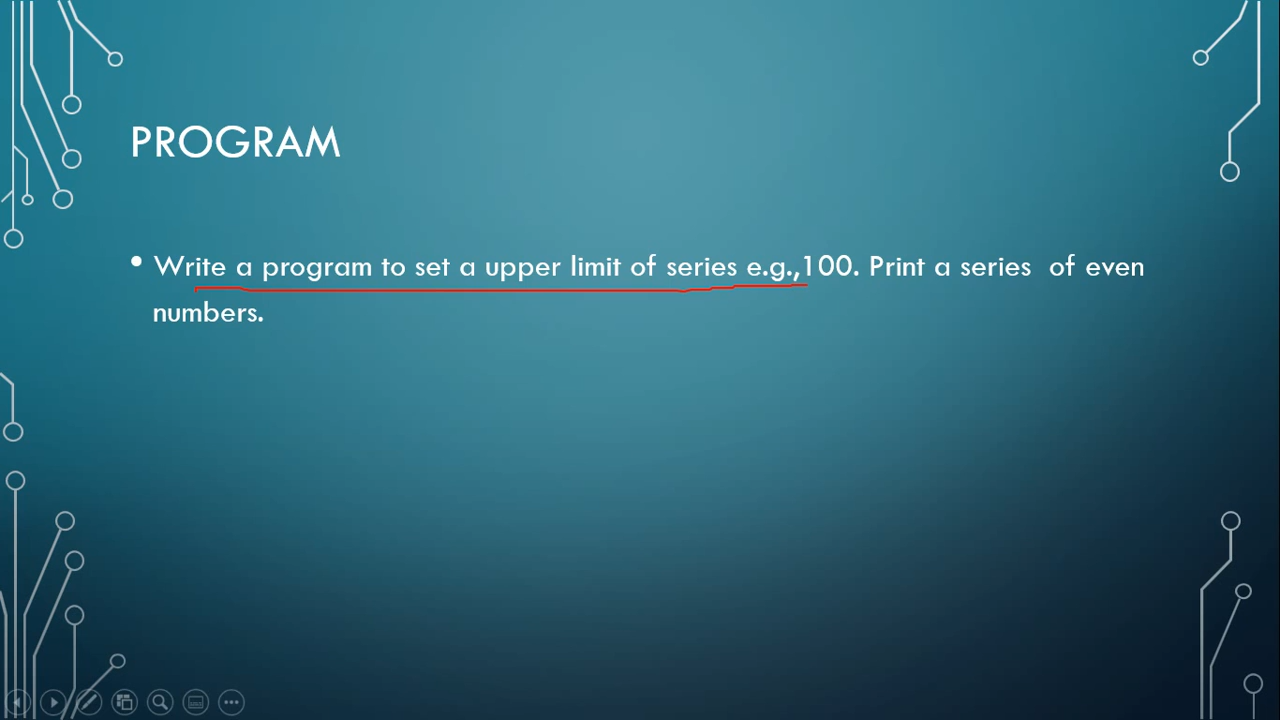 PROGRAM
• Write a program to set a upper limit of series e.g.,100. Print a series of even
numbers.